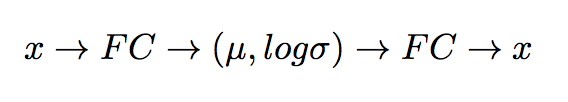 x → FC → (μ, logσ) → FC → x